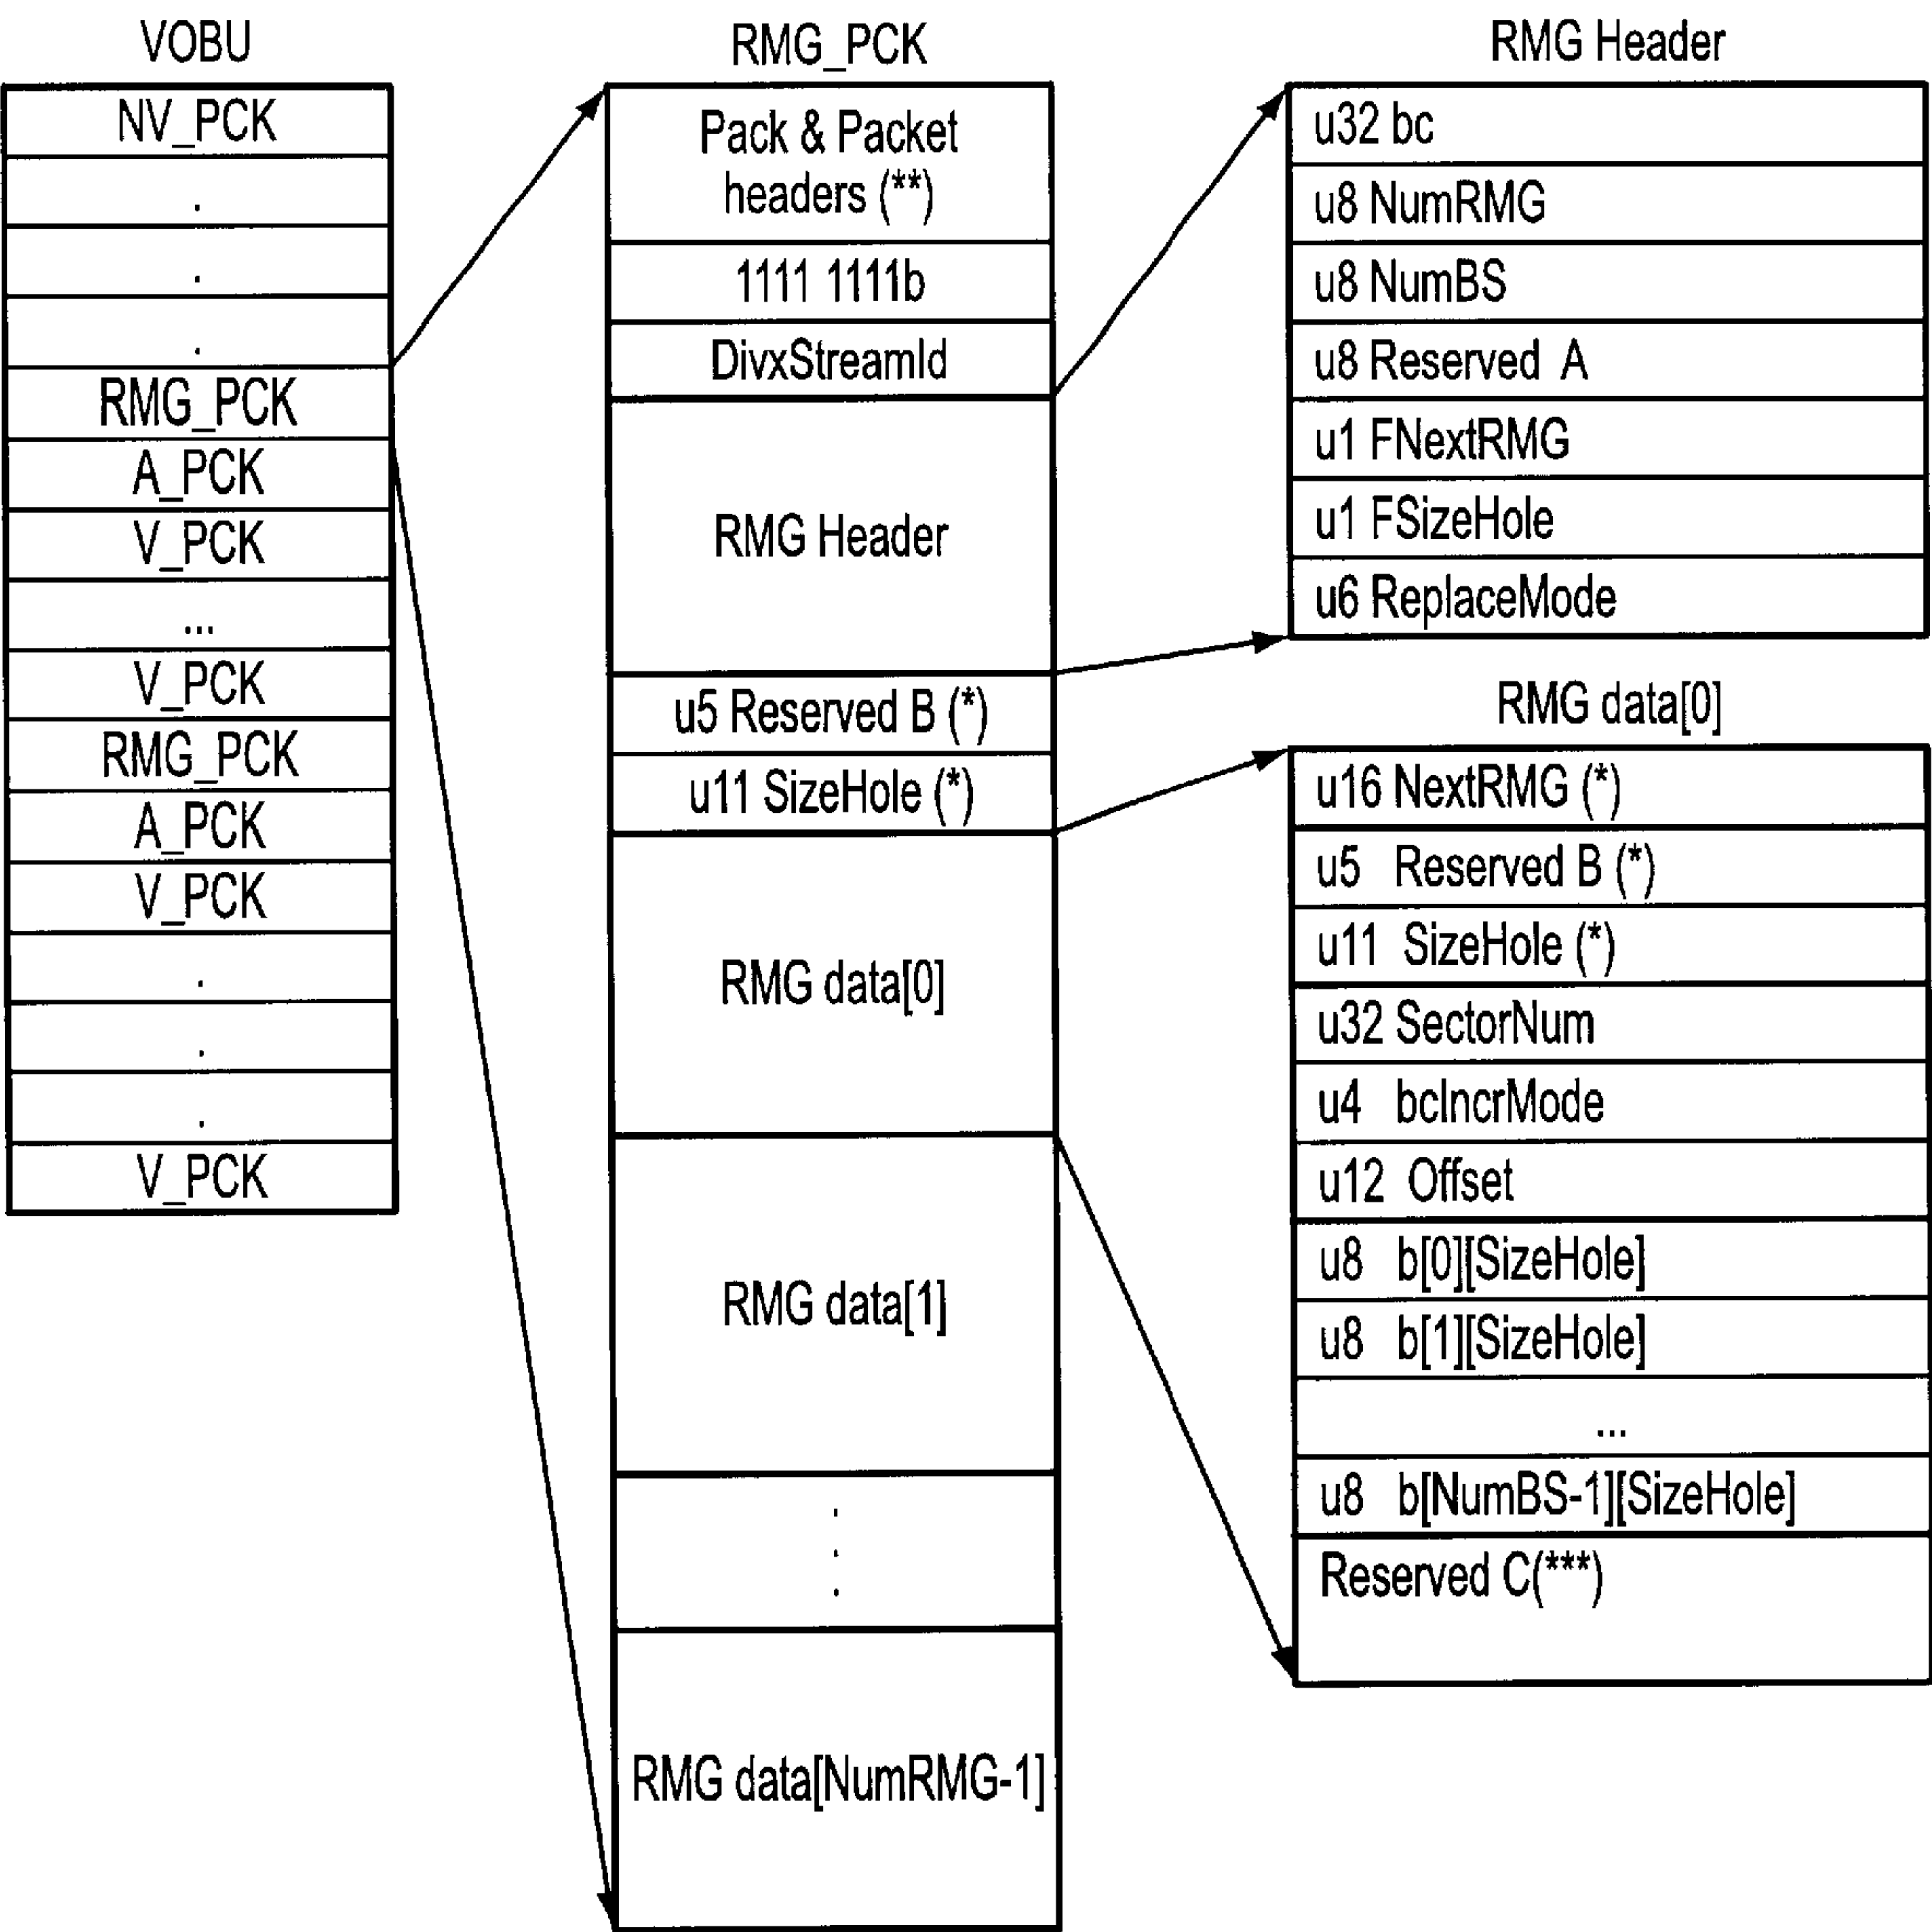 VOBU
NV_PCK
.
.
.
RMG_PCK
A_PCK
V_PCK
...
V_PCK
RMG_PCK
A_PCK
V_PCK
.
.
.
V_PCK
RMG_PCK
Pack & Packet
headers (**)
1111 1111b
DivxStreamId
RMG Header
u5 Reserved B (*)
u11 SizeHole (*)
RMG data[0]
RMG data[1]
.
.
.
RMG data[NumRMG-1]
RMG Header
u32 bc
u8 NumRMG
u8 NumBS
u8 Reserved A
u1 FNextRMG
u1 FSizeHole
u6 ReplaceMode
RMG data[0]
u16 NextRMG (*)
u5 Reserved B (*)
u11 SizeHole (*)
u32 SectorNum
u4 bcIncrMode
u12 Offset
u8 b[0][SizeHole]
u8 b[1][SizeHole]
...
u8 b[NumBS-1][SizeHole]
Reserved C(***)